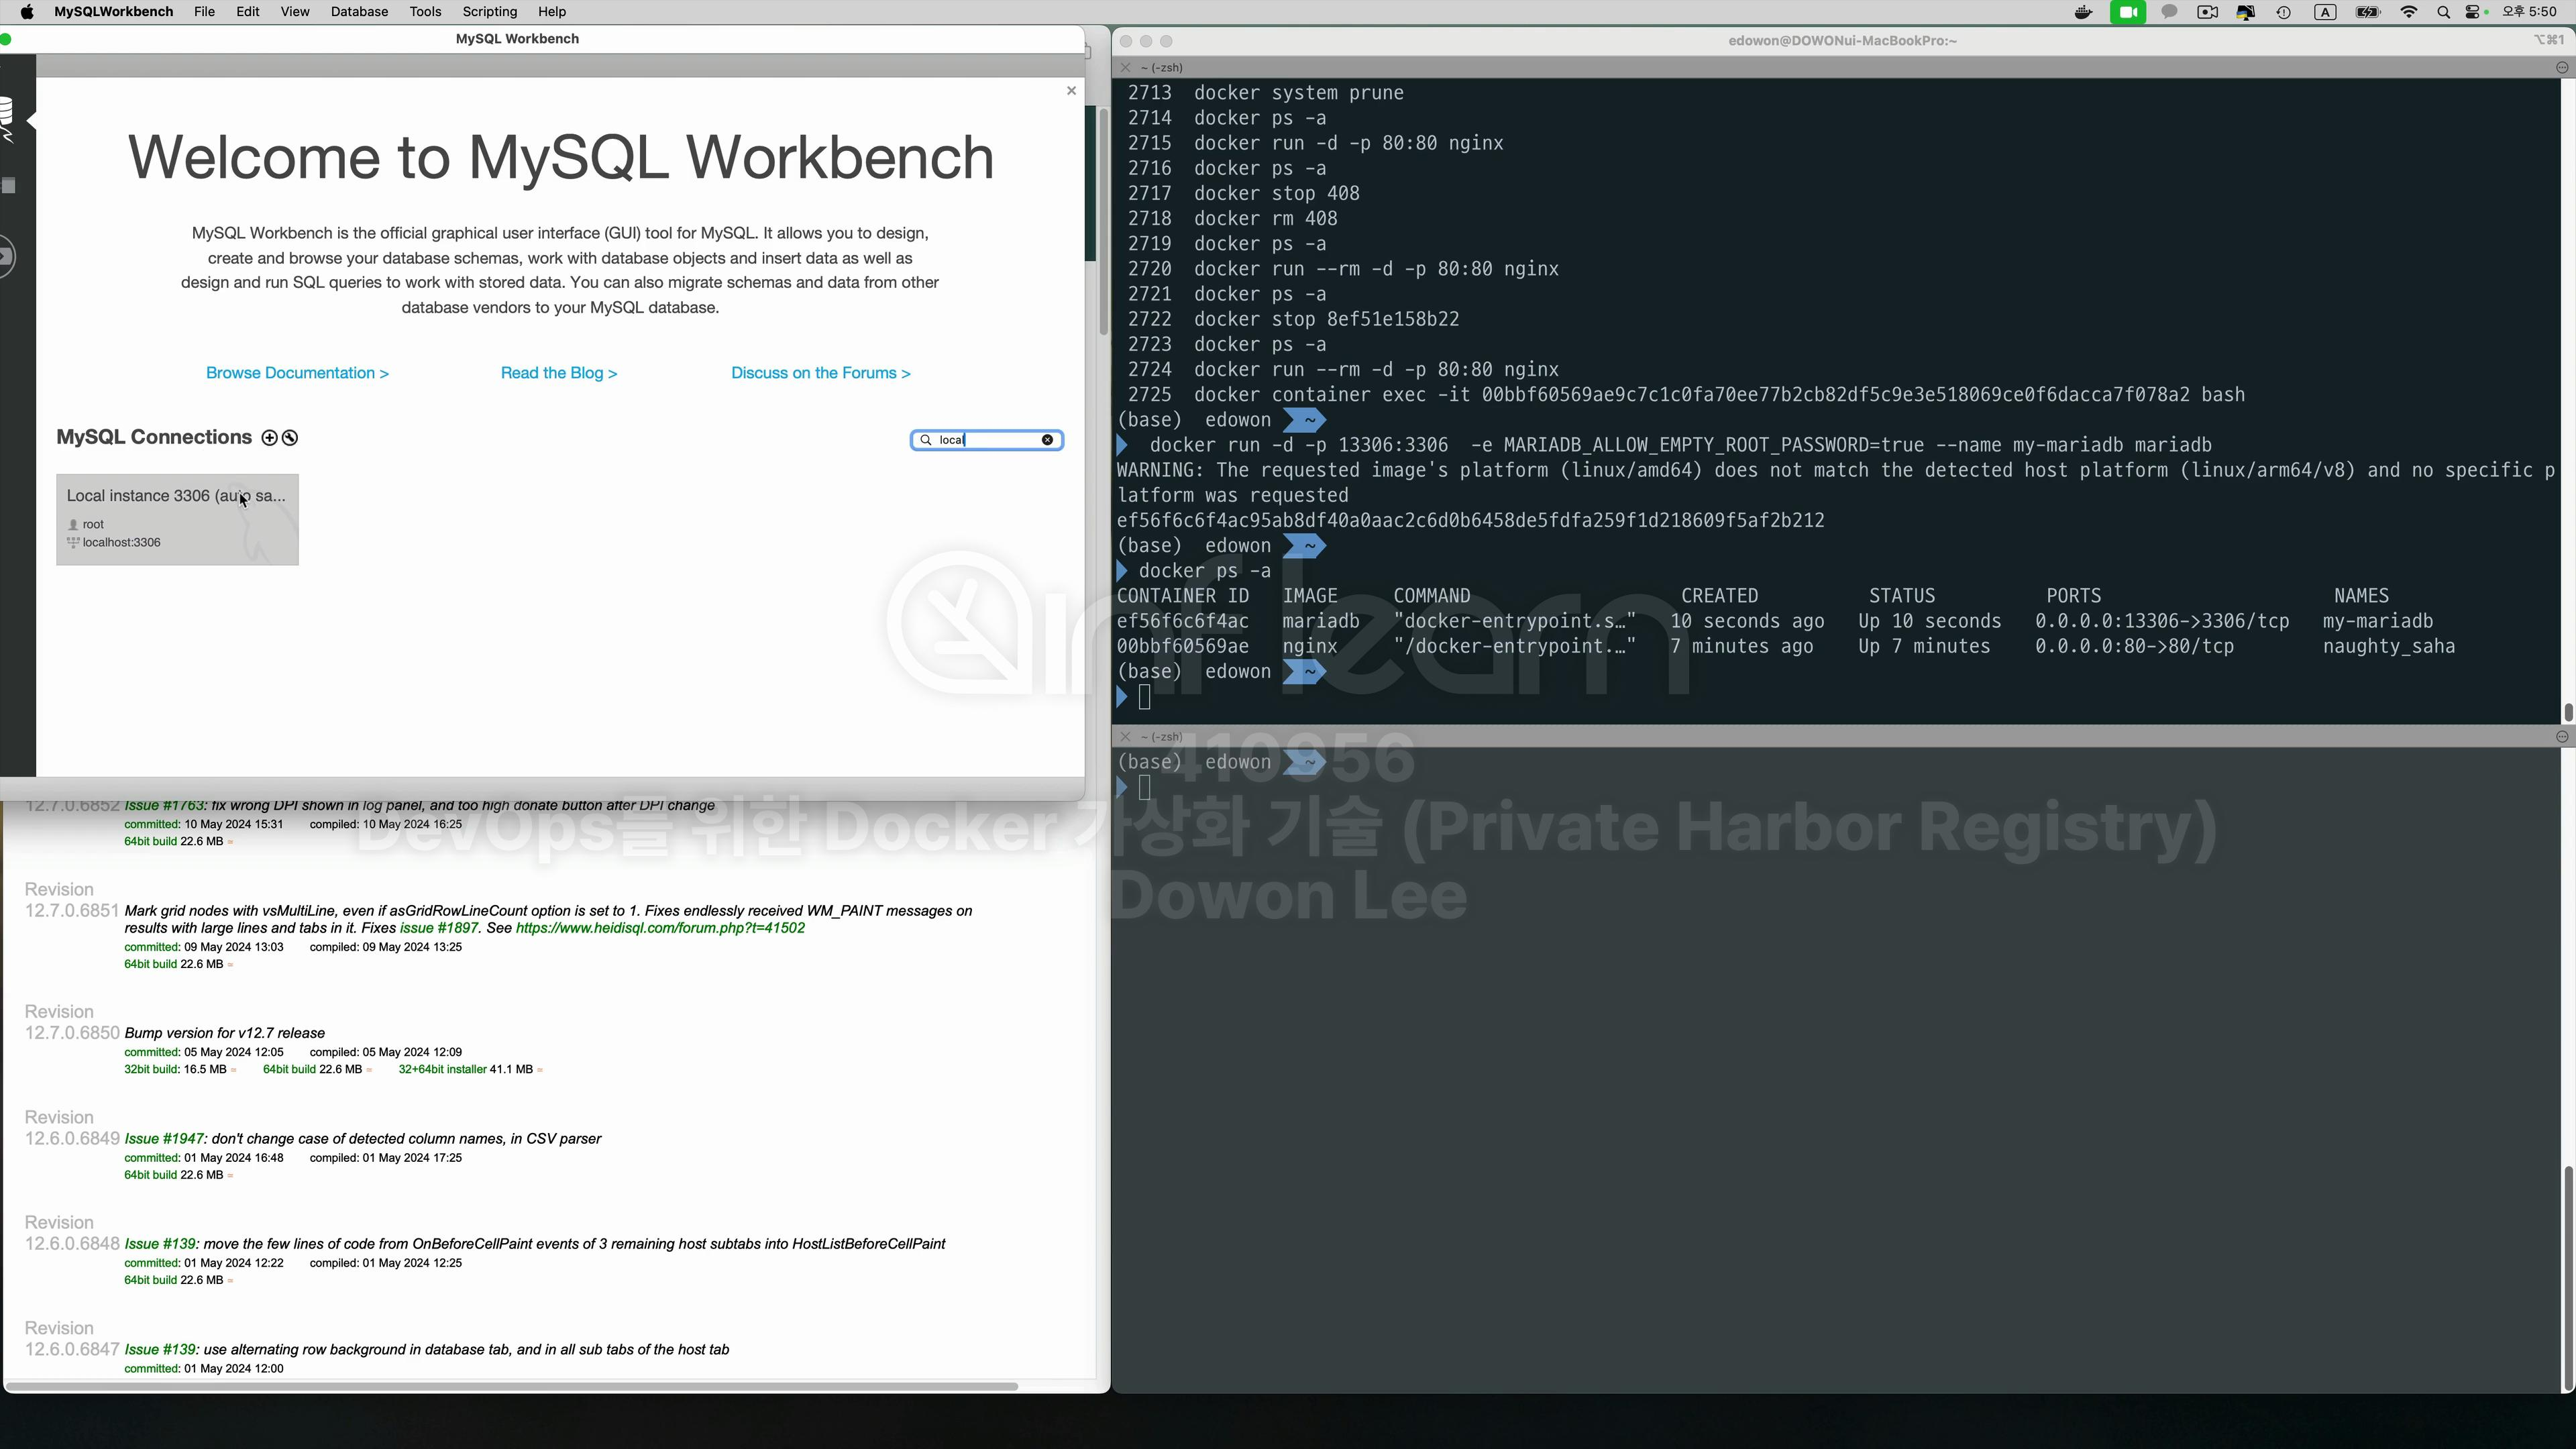 MySQLWorkbench File Edit View Database Tools Scripting Help
A 오후 5:50
MySQL Workbench
Welcome to MySQL Workbench
MySQL Workbench is the official graphical user interface (GUI) tool for MySQL. It allows you to design,
create and browse your database schemas, work with database objects and insert data as well as
design and run SQL queries to work with stored data. You can also migrate schemas and data from other
database vendors to your MySQL database.
Browse Documentation > Read the Blog > Discuss on the Forums >
MySQL Connections
local
Local instance 3306 (auto sa...
root
localhost:3306
12.7.0.6852 Issue #1763: fix wrong DPI shown in log panel, and too high donate button after DPI change
committed: 10 May 2024 15:31 compiled: 10 May 2024 16:25
64bit build 22.6 MB
Revision
12.7.0.6851 Mark grid nodes with vsMultiLine, even if asGridRowLineCount option is set to 1. Fixes endlessly received WM_PAINT messages on
results with large lines and tabs in it. Fixes issue #1897. See https://www.heidisql.com/forum.php?t=41502
committed: 09 May 2024 13:03 compiled: 09 May 2024 13:25
64bit build 22.6 MB
Revision
12.7.0.6850 Bump version for v12.7 release
committed: 05 May 2024 12:05 compiled: 05 May 2024 12:09
32bit build: 16.5 MB 64bit build 22.6 MB 32+64bit installer 41.1 MB
Revision
12.6.0.6849 Issue #1947: don't change case of detected column names, in CSV parser
committed: 01 May 2024 16:48 compiled: 01 May 2024 17:25
64bit build 22.6 MB
Revision
12.6.0.6848 Issue #139: move the few lines of code from OnBeforeCellPaint events of 3 remaining host subtabs into HostListBeforeCellPaint
committed: 01 May 2024 12:22 compiled: 01 May 2024 12:25
64bit build 22.6 MB
Revision
12.6.0.6847 Issue #139: use alternating row background in database tab, and in all sub tabs of the host tab
committed: 01 May 2024 12:00
edowon@DOWONui-MacBookPro:~
⌥⌘1
~ (-zsh)
2713 docker system prune
2714 docker ps -a
2715 docker run -d -p 80:80 nginx
2716 docker ps -a
2717 docker stop 408
2718 docker rm 408
2719 docker ps -a
2720 docker run --rm -d -p 80:80 nginx
2721 docker ps -a
2722 docker stop 8ef51e158b22
2723 docker ps -a
2724 docker run --rm -d -p 80:80 nginx
2725 docker container exec -it 00bbf60569ae9c7c1c0fa70ee77b2cb82df5c9e3e518069ce0f6dacca7f078a2 bash
(base) edowon ~
docker run -d -p 13306:3306 -e MARIADB_ALLOW_EMPTY_ROOT_PASSWORD=true --name my-mariadb mariadb
WARNING: The requested image's platform (linux/amd64) does not match the detected host platform (linux/arm64/v8) and no specific p
latform was requested
ef56f6c6f4ac95ab8df40a0aac2c6d0b6458de5fdfa259f1d218609f5af2b212
(base) edowon ~
docker ps -a
CONTAINER ID IMAGE COMMAND CREATED STATUS PORTS NAMES
ef56f6c6f4ac mariadb "docker-entrypoint.s…" 10 seconds ago Up 10 seconds 0.0.0.0:13306->3306/tcp my-mariadb
00bbf60569ae nginx "/docker-entrypoint.…" 7 minutes ago Up 7 minutes 0.0.0.0:80->80/tcp naughty_saha
(base) edowon ~
~ (-zsh)
(base) edowon ~
inflearn
410956
DevOps를 위한 Docker 가상화 기술 (Private Harbor Registry)
Dowon Lee